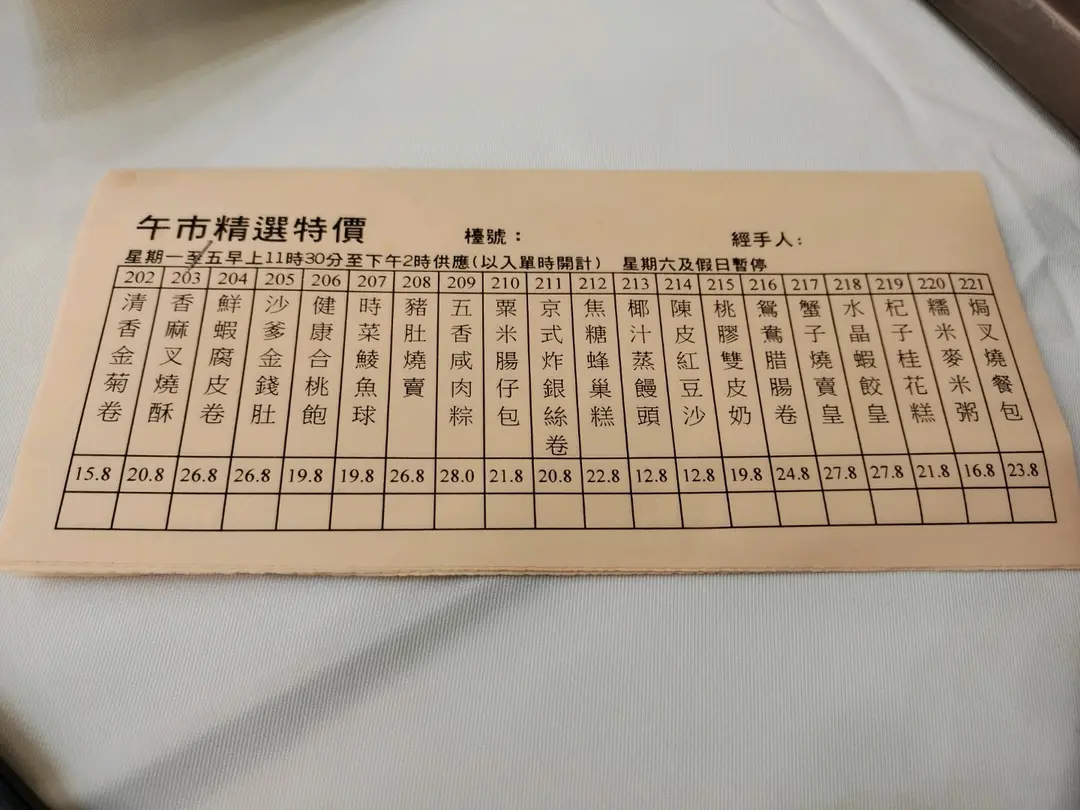 午市精選特價 檯號： 經手人：
星期一至五早上11時30分至下午2時供應(以入單時開計) 星期六及假日暫停
202 203 204 205 206 207 208 209 210 211 212 213 214 215 216 217 218 219 220 221
清香金菊卷
香麻叉燒酥
鮮蝦腐皮卷
沙爹金錢肚
健康合桃飽
時菜鯪魚球
豬肚燒賣
五香咸肉粽
粟米腸仔包
京式炸銀絲卷
焦糖蜂巢糕
椰汁蒸饅頭
陳皮紅豆沙
桃膠雙皮奶
鴛鴦腊腸卷
蟹子燒賣皇
水晶蝦餃皇
杞子桂花糕
糯米麥米粥
焗叉燒餐包
15.8 20.8 26.8 26.8 19.8 19.8 26.8 28.0 21.8 20.8 22.8 12.8 12.8 19.8 24.8 27.8 27.8 21.8 16.8 23.8